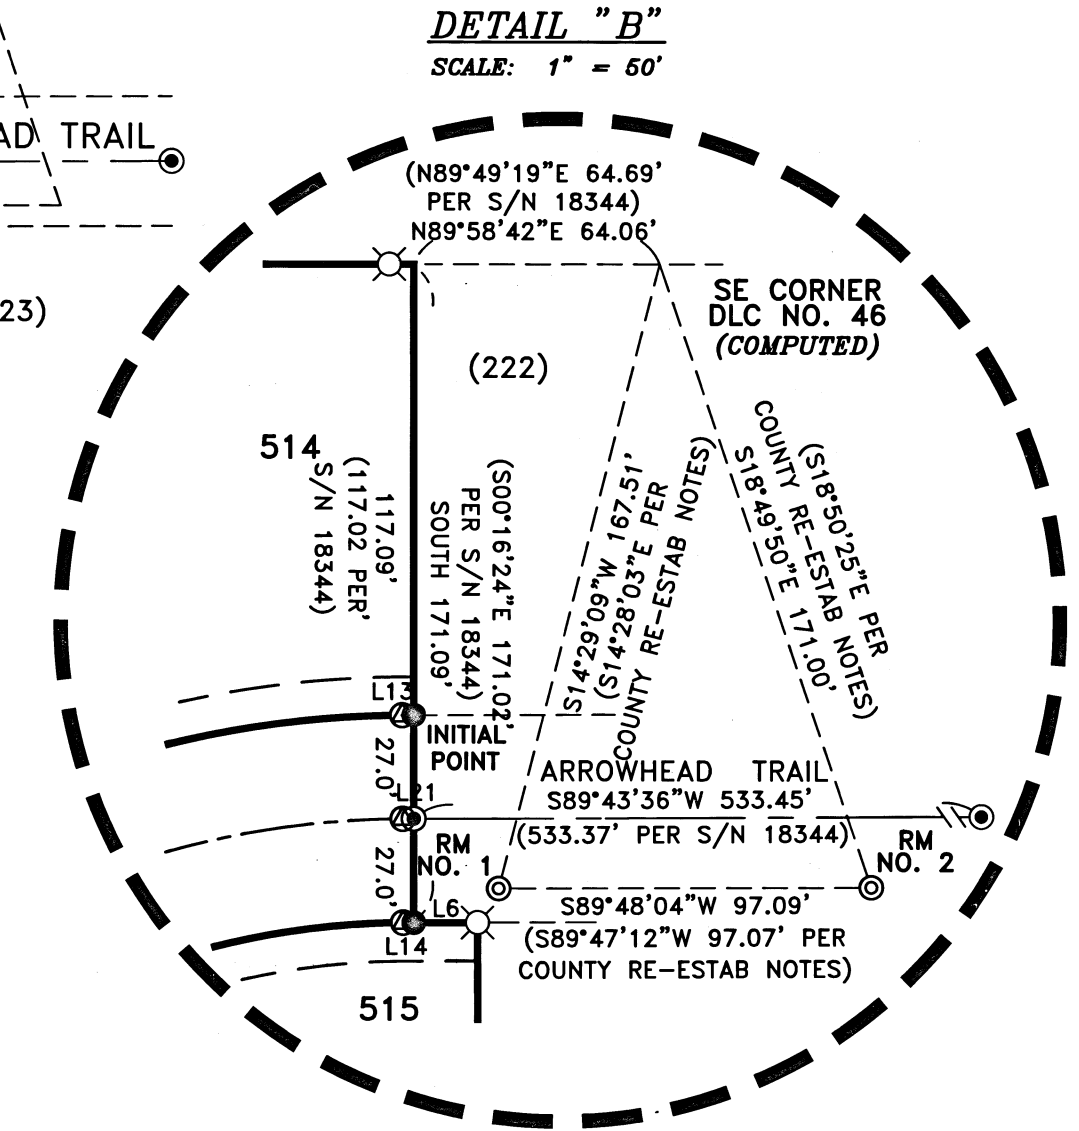 DETAIL "B"
SCALE: 1" = 50'
AD TRAIL
23)
(N89°49'19"E 64.69'
PER S/N 18344)
N89°58'42"E 64.06'
SE CORNER
DLC NO. 46
(COMPUTED)
(222)
514
117.09'
(117.02 PER'
S/N 18344)
(S00°16'24"E 171.02'
PER S/N 18344)
SOUTH 171.09'
S14°29'09"W 167.51'
(S14°28'03"E PER
COUNTY RE-ESTAB NOTES)
(S18°50'25"E PER
COUNTY RE-ESTAB NOTES)
S18°49'50"E 171.00'
L13
INITIAL
POINT
27.0'
L21
ARROWHEAD TRAIL
S89°43'36"W 533.45'
(533.37' PER S/N 18344)
RM
NO. 1
RM
NO. 2
27.0'
L6
L14
S89°48'04"W 97.09'
(S89°47'12"W 97.07' PER
COUNTY RE-ESTAB NOTES)
515